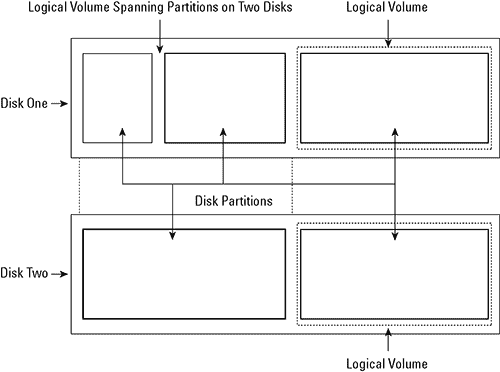 Logical Volume Spanning Partitions on Two Disks
Logical Volume
Disk One
Disk Partitions
Disk Two
Logical Volume